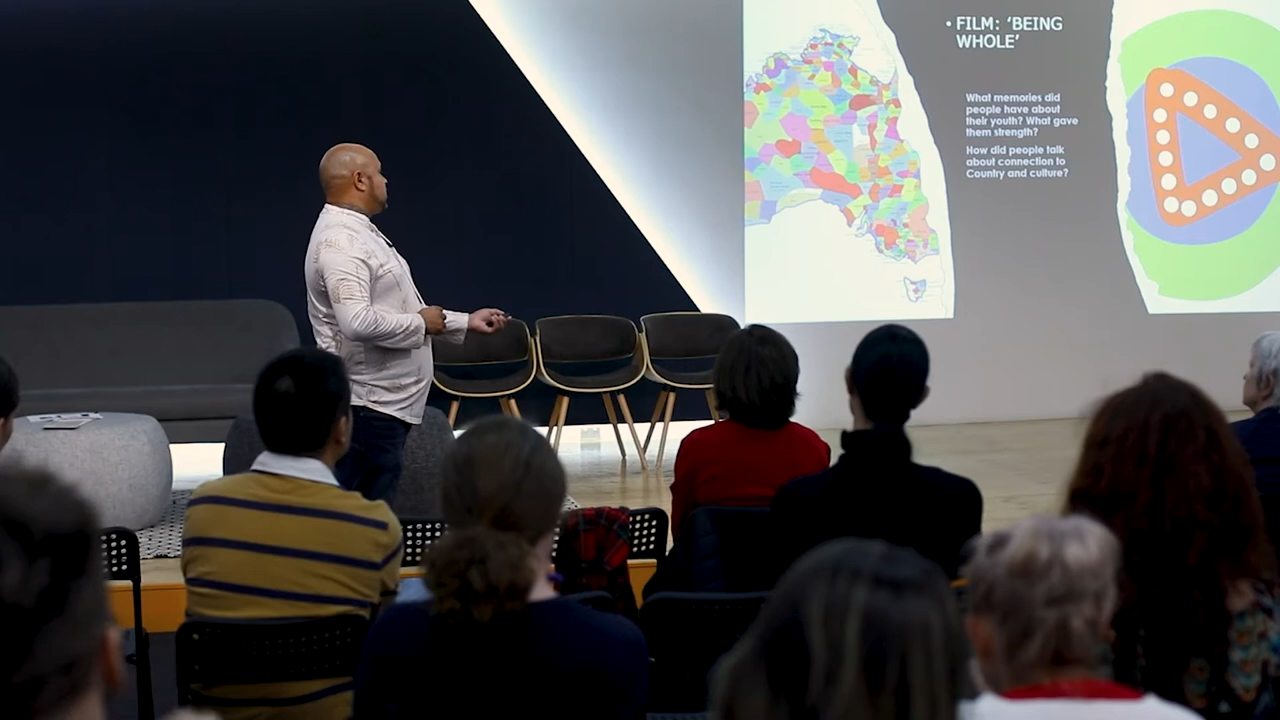 • FILM: ‘BEING
WHOLE’
What memories did
people have about
their youth? What gave
them strength?
How did people talk
about connection to
Country and culture?